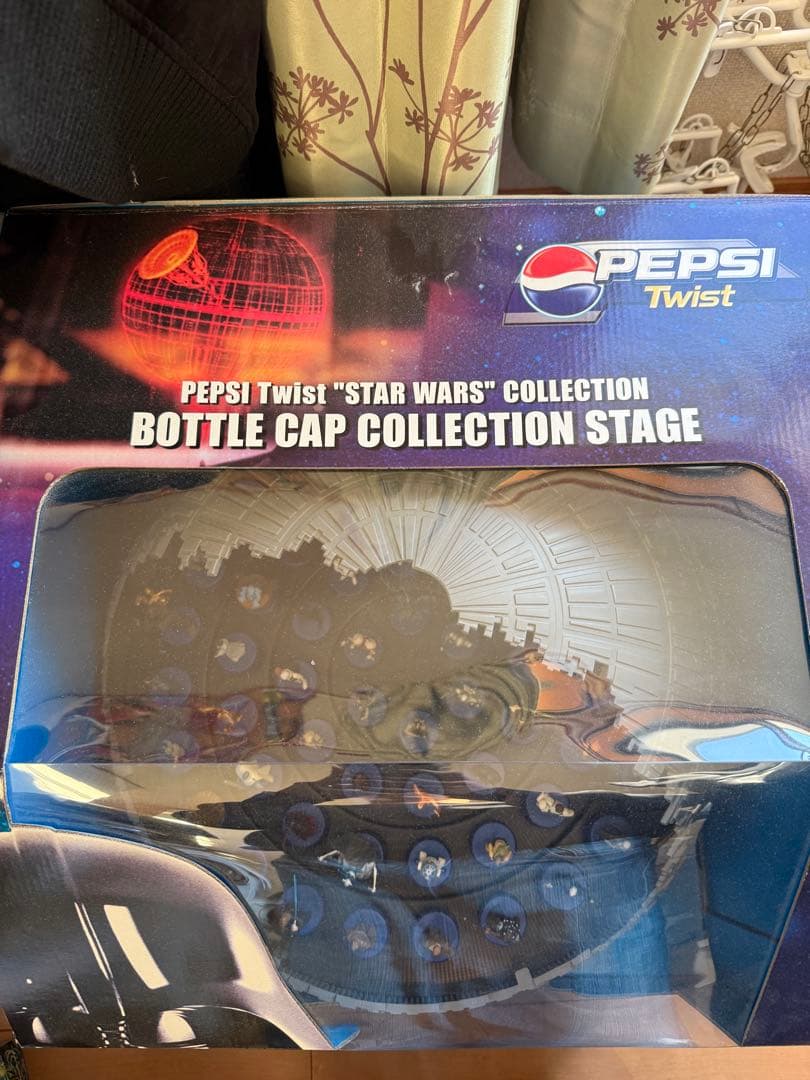 PEPSI
Twist
PEPSI Twist "STAR WARS" COLLECTION
BOTTLE CAP COLLECTION STAGE